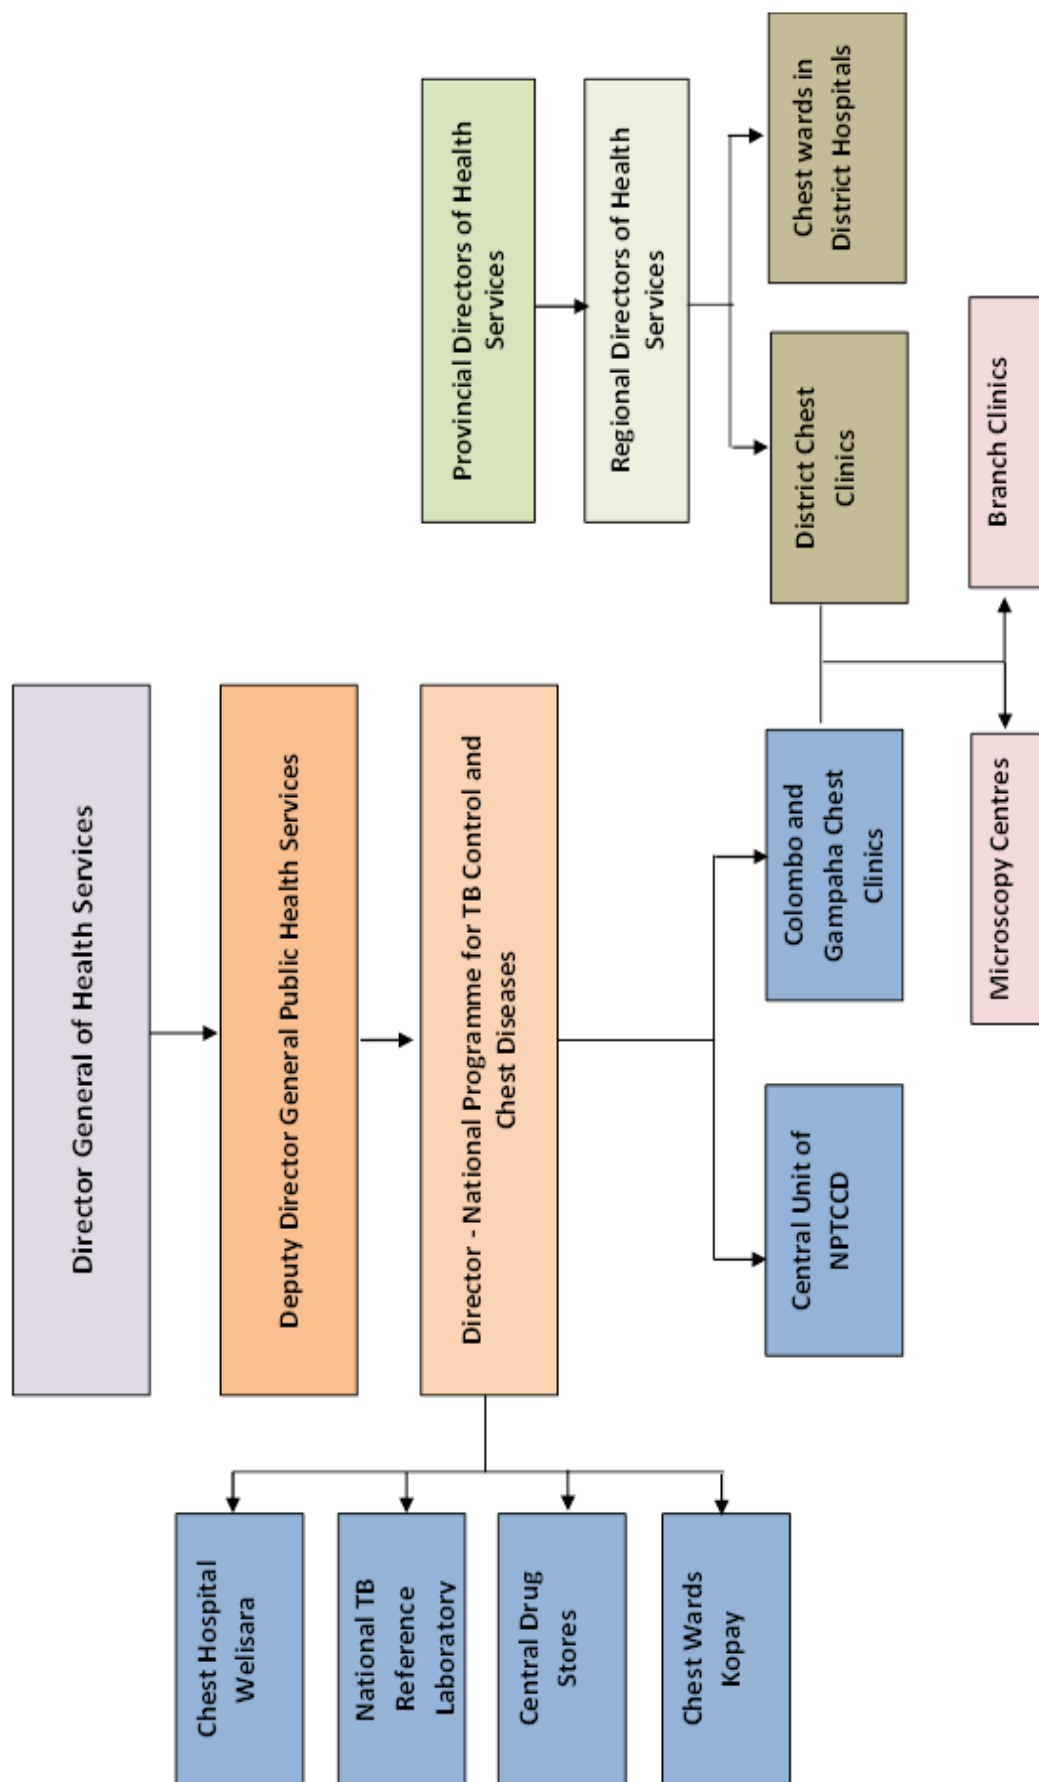 Director General of Health Services
Deputy Director General Public Health Services
Provincial Directors of Health
Services
Director - National Programme for TB Control and
Chest Diseases
Regional Directors of Health
Services
Chest Hospital
Welisara
National TB
Reference
Laboratory
Central Drug
Stores
Chest Wards
Kopay
Central Unit of
NPTCCD
Colombo and
Gampaha Chest
Clinics
District Chest
Clinics
Chest wards in
District Hospitals
Microscopy Centres
Branch Clinics